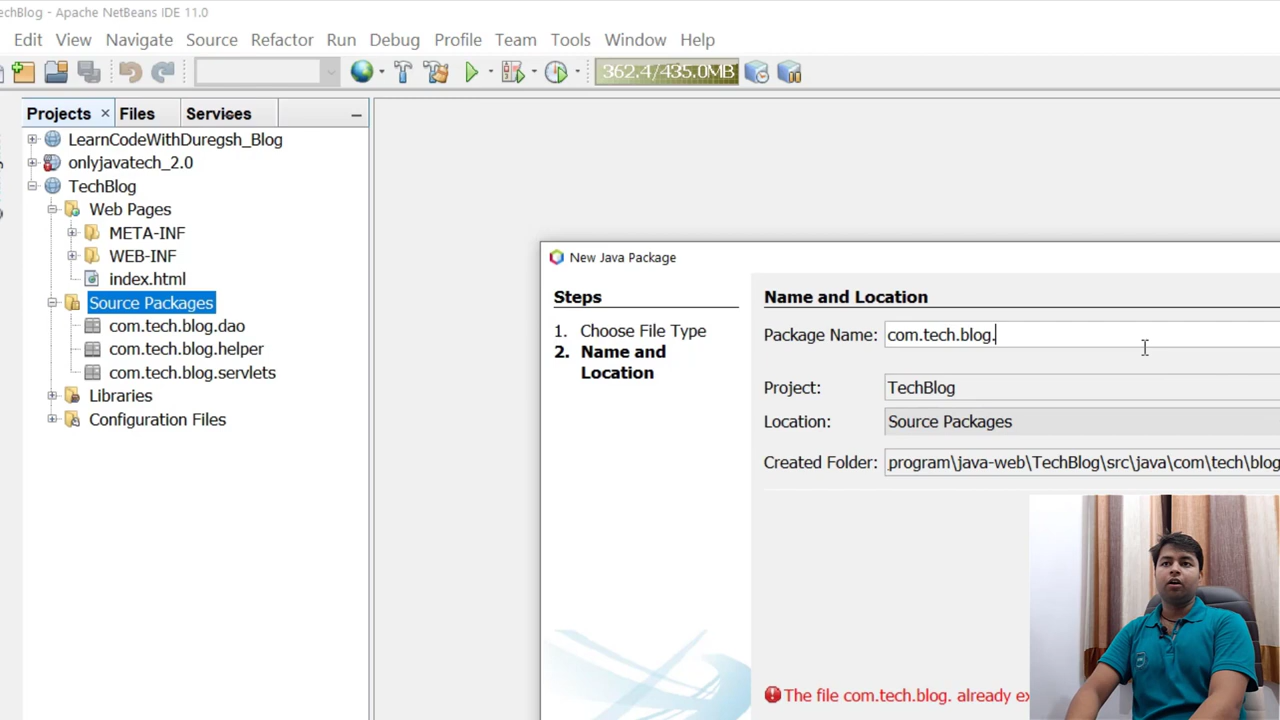 TechBlog - Apache NetBeans IDE 11.0
Edit View Navigate Source Refactor Run Debug Profile Team Tools Window Help
362.4/435.0MB
Projects × Files Services
LearnCodeWithDuregsh_Blog
onlyjavatech_2.0
TechBlog
Web Pages
META-INF
WEB-INF
index.html
Source Packages
com.tech.blog.dao
com.tech.blog.helper
com.tech.blog.servlets
Libraries
Configuration Files
New Java Package
Steps
1. Choose File Type
2. Name and
Location
Name and Location
Package Name: com.tech.blog.
Project: TechBlog
Location: Source Packages
Created Folder: program\java-web\TechBlog\src\java\com\tech\blog
The file com.tech.blog. already ex